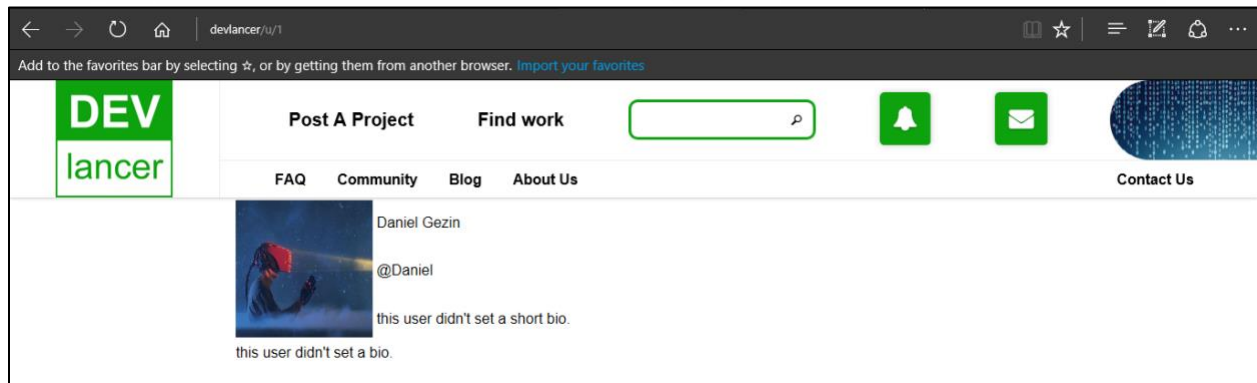 devlancer/u/1
Add to the favorites bar by selecting ☆, or by getting them from another browser. Import your favorites
DEV
lancer
Post A Project Find work
FAQ Community Blog About Us Contact Us
Daniel Gezin
@Daniel
this user didn't set a short bio.
this user didn't set a bio.